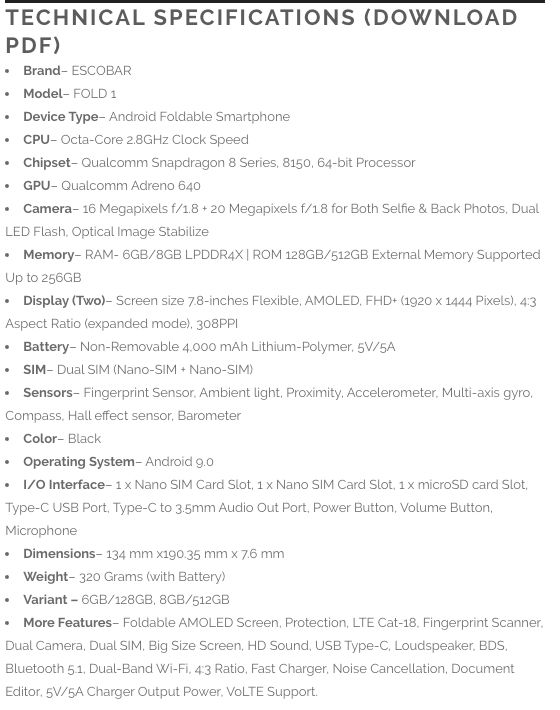 TECHNICAL SPECIFICATIONS (DOWNLOAD
PDF)
• Brand– ESCOBAR
• Model– FOLD 1
• Device Type– Android Foldable Smartphone
• CPU– Octa-Core 2.8GHz Clock Speed
• Chipset– Qualcomm Snapdragon 8 Series, 8150, 64-bit Processor
• GPU– Qualcomm Adreno 640
• Camera– 16 Megapixels f/1.8 + 20 Megapixels f/1.8 for Both Selfie & Back Photos, Dual
LED Flash, Optical Image Stabilize
• Memory– RAM- 6GB/8GB LPDDR4X | ROM 128GB/512GB External Memory Supported
Up to 256GB
• Display (Two)– Screen size 7.8-inches Flexible, AMOLED, FHD+ (1920 x 1444 Pixels), 4:3
Aspect Ratio (expanded mode), 308PPI
• Battery– Non-Removable 4,000 mAh Lithium-Polymer, 5V/5A
• SIM– Dual SIM (Nano-SIM + Nano-SIM)
• Sensors– Fingerprint Sensor, Ambient light, Proximity, Accelerometer, Multi-axis gyro,
Compass, Hall effect sensor, Barometer
• Color– Black
• Operating System– Android 9.0
• I/O Interface– 1 x Nano SIM Card Slot, 1 x Nano SIM Card Slot, 1 x microSD card Slot,
Type-C USB Port, Type-C to 3.5mm Audio Out Port, Power Button, Volume Button,
Microphone
• Dimensions– 134 mm x190.35 mm x 7.6 mm
• Weight– 320 Grams (with Battery)
• Variant – 6GB/128GB, 8GB/512GB
• More Features– Foldable AMOLED Screen, Protection, LTE Cat-18, Fingerprint Scanner,
Dual Camera, Dual SIM, Big Size Screen, HD Sound, USB Type-C, Loudspeaker, BDS,
Bluetooth 5.1, Dual-Band Wi-Fi, 4:3 Ratio, Fast Charger, Noise Cancellation, Document
Editor, 5V/5A Charger Output Power, VoLTE Support.